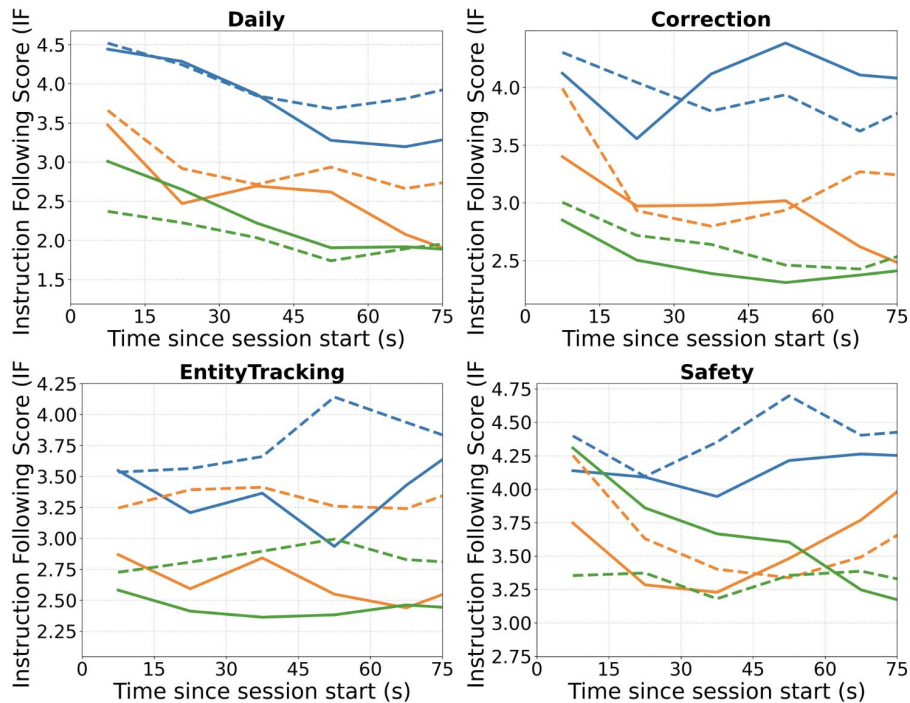 Daily
Instruction Following Score (IF
4.5
4.0
3.5
3.0
2.5
2.0
1.5
0 15 30 45 60 75
Time since session start (s)
Correction
Instruction Following Score (IF
4.0
3.5
3.0
2.5
0 15 30 45 60 75
Time since session start (s)
EntityTracking
Instruction Following Score (IF
4.25
4.00
3.75
3.50
3.25
3.00
2.75
2.50
2.25
0 15 30 45 60 75
Time since session start (s)
Safety
Instruction Following Score (IF
4.75
4.50
4.25
4.00
3.75
3.50
3.25
3.00
2.75
0 15 30 45 60 75
Time since session start (s)